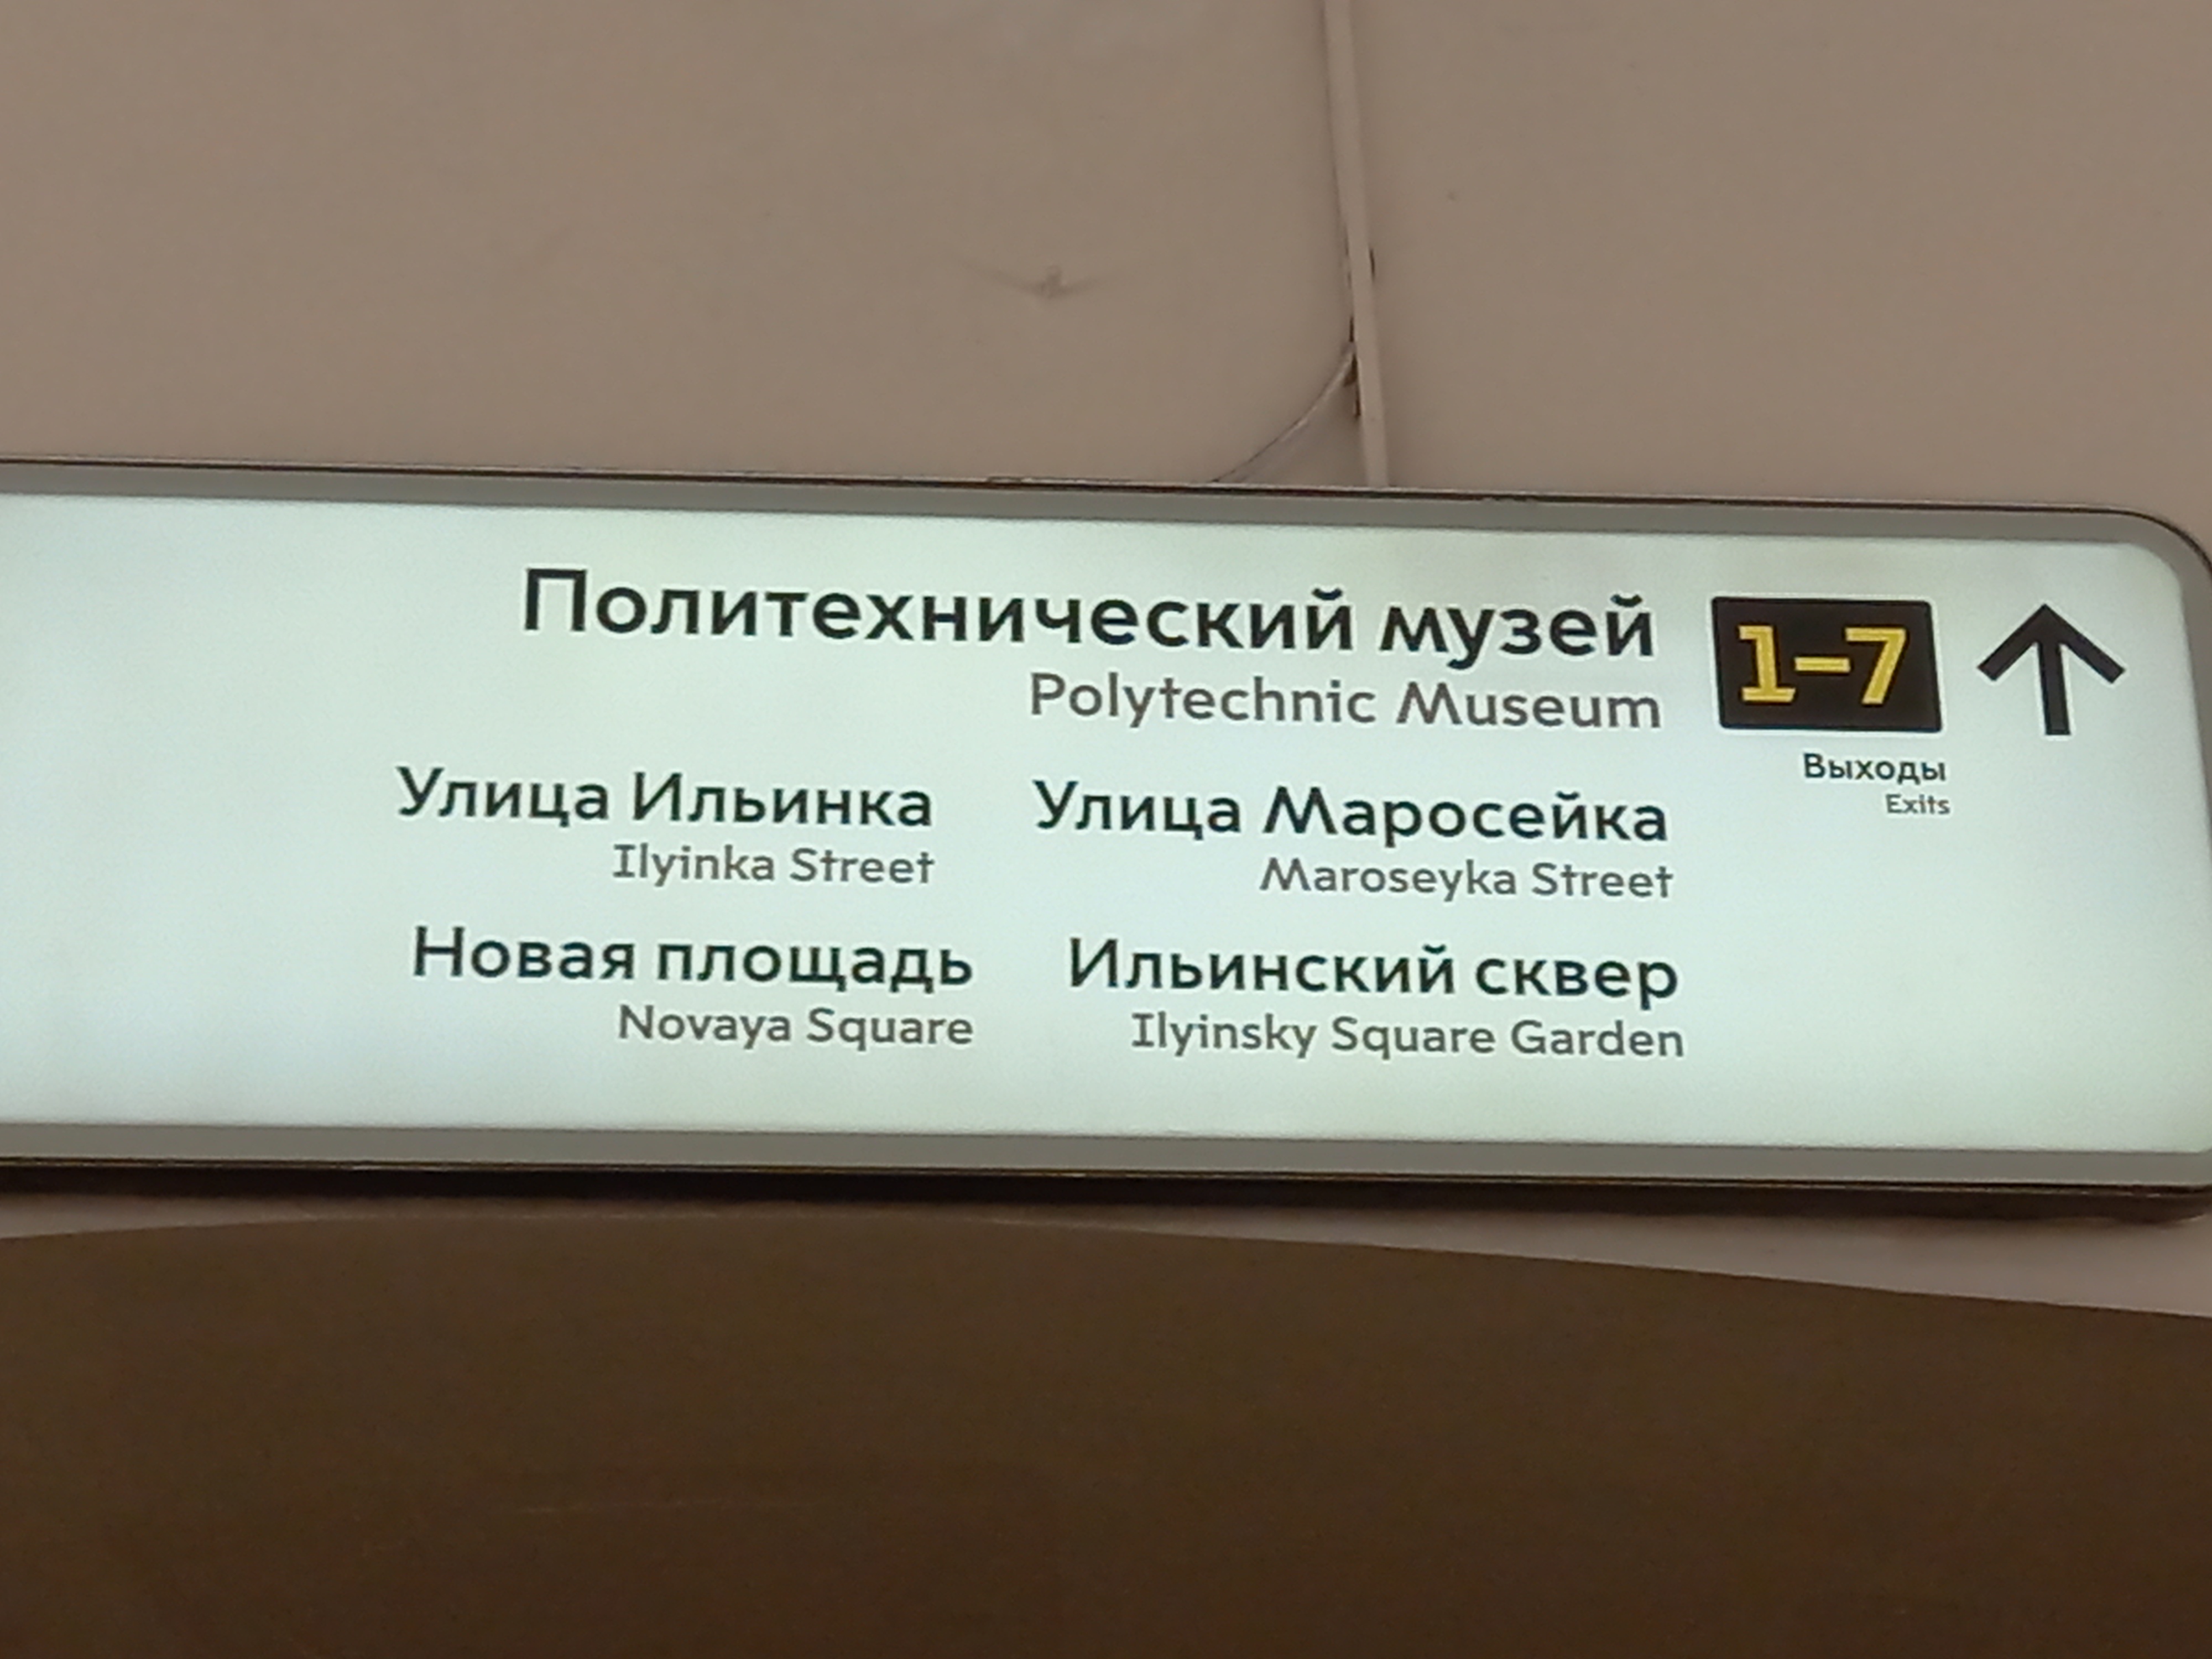 Политехнический музей 1–7
Polytechnic Museum
Выходы
Exits
Улица Ильинка Улица Маросейка
Ilyinka Street Maroseyka Street
Новая площадь Ильинский сквер
Novaya Square Ilyinsky Square Garden